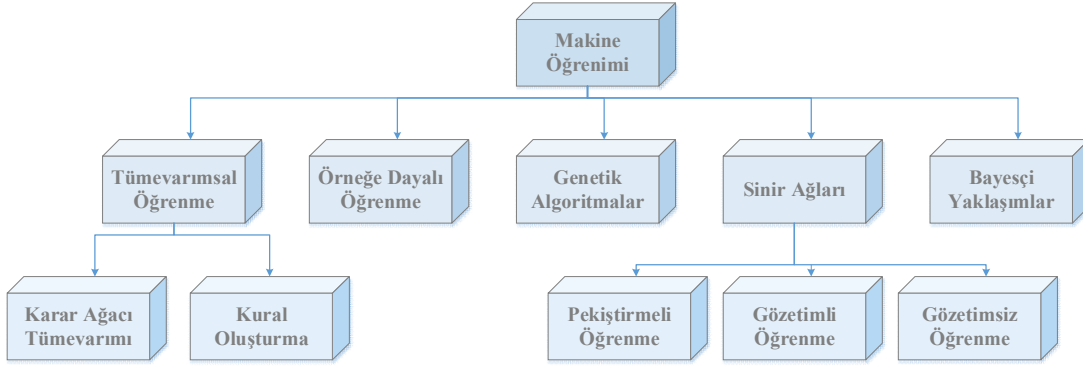 Makine
Öğrenimi
Tümevarımsal
Öğrenme
Örneğe Dayalı
Öğrenme
Genetik
Algoritmalar
Sinir Ağları
Bayesçi
Yaklaşımlar
Karar Ağacı
Tümevarımı
Kural
Oluşturma
Pekiştirmeli
Öğrenme
Gözetimli
Öğrenme
Gözetimsiz
Öğrenme